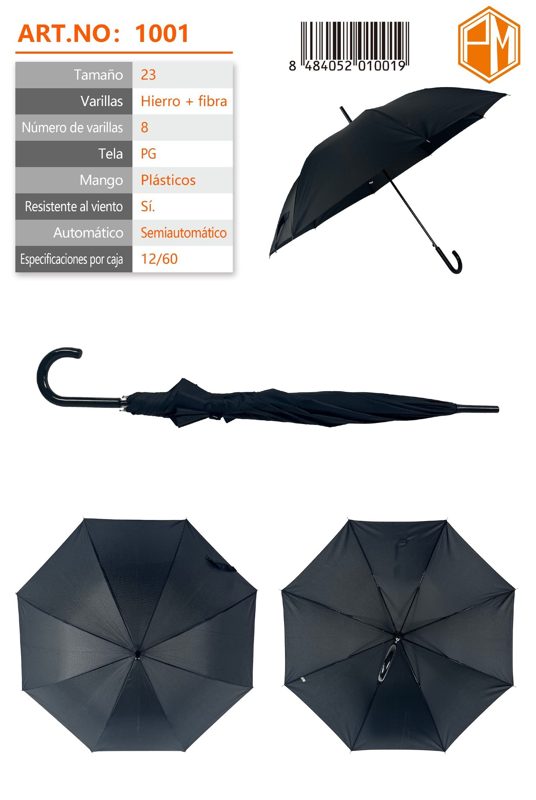 ART.NO: 1001
8 484052 010019
PM
Tamaño 23
Varillas Hierro + fibra
Número de varillas 8
Tela PG
Mango Plásticos
Resistente al viento Sí.
Automático Semiautomático
Especificaciones por caja 12/60